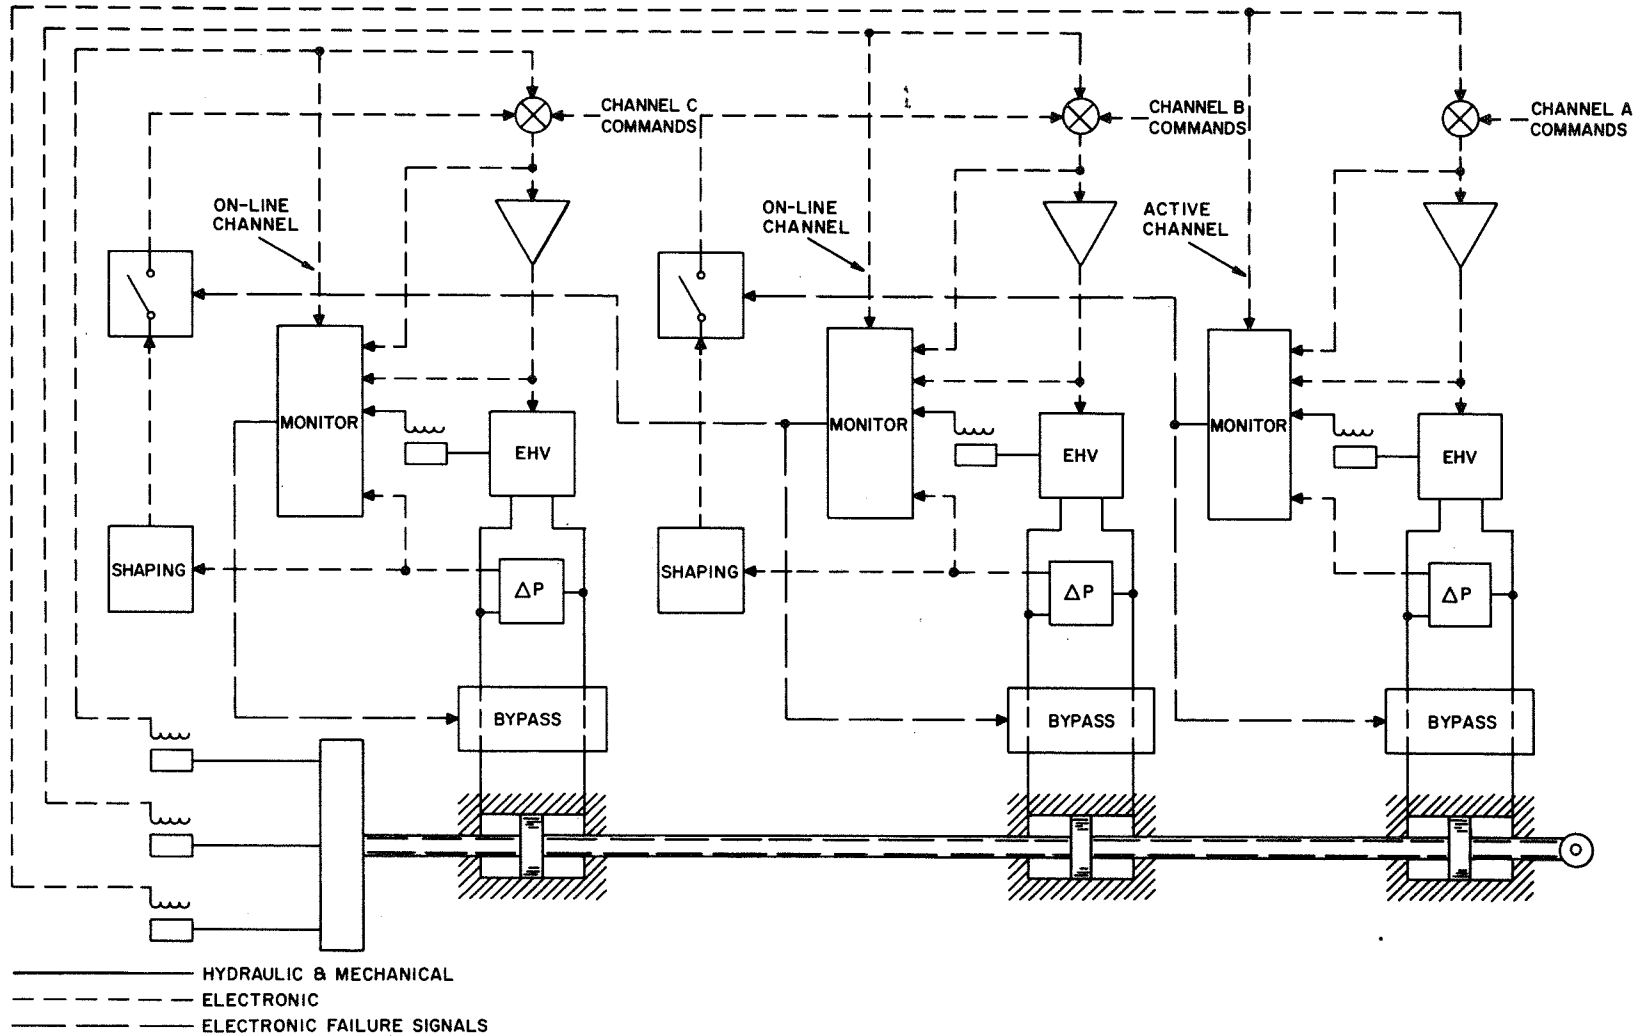 CHANNEL C
COMMANDS
CHANNEL B
COMMANDS
CHANNEL A
COMMANDS
ON-LINE
CHANNEL
ON-LINE
CHANNEL
ACTIVE
CHANNEL
MONITOR
EHV
MONITOR
EHV
MONITOR
EHV
SHAPING
ΔP
SHAPING
ΔP
ΔP
BYPASS
BYPASS
BYPASS
HYDRAULIC & MECHANICAL
ELECTRONIC
ELECTRONIC FAILURE SIGNALS